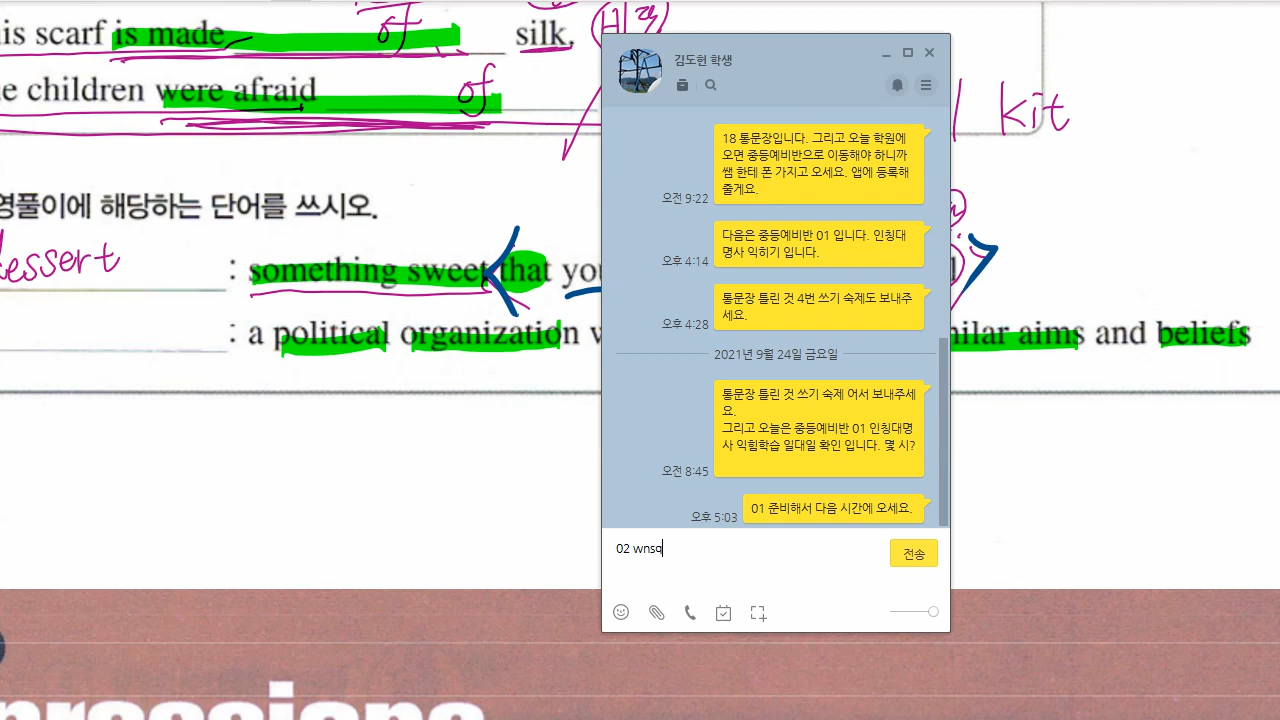 is scarf is made of silk. (비격
e children were afraid of kit
영풀이에 해당하는 단어를 쓰시오.
dessert : something sweet that you
: a political organization milar aims and beliefs
김도현 학생
18 통문장입니다. 그리고 오늘 학원에
오면 중등예비반으로 이동해야 하니까
쌤 한테 폰 가지고 오세요. 앱에 등록해
줄게요.
오전 9:22
다음은 중등예비반 01 입니다. 인칭대
명사 익히기 입니다.
오후 4:14
통문장 틀린 것 4번 쓰기 숙제도 보내주
세요.
오후 4:28
2021년 9월 24일 금요일
통문장 틀린 것 쓰기 숙제 어서 보내주세
요.
그리고 오늘은 중등예비반 01 인칭대명
사 익힘학습 일대일 확인 입니다. 몇 시?
오전 8:45
01 준비해서 다음 시간에 오세요.
오후 5:03
02 wnsq
전송
pressions